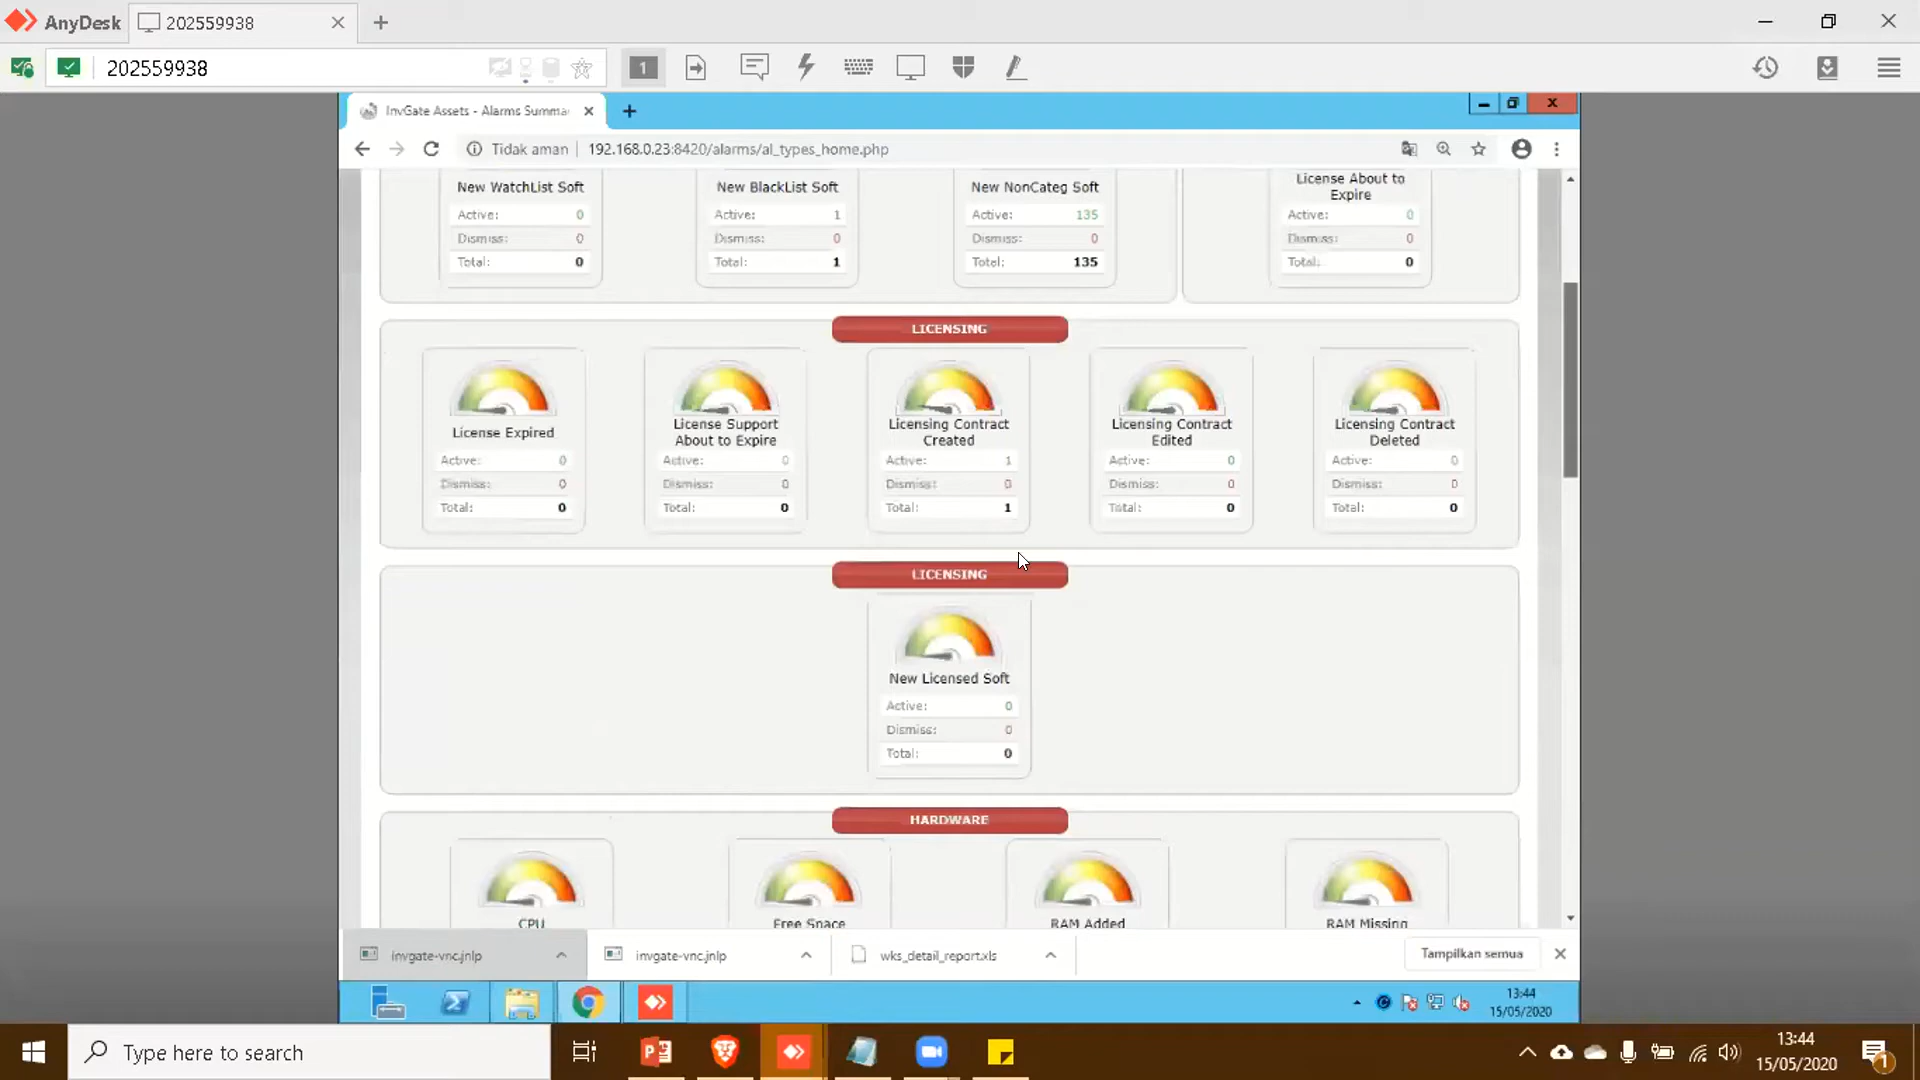 AnyDesk
202559938
202559938
1
InvGate Assets - Alarms Summa
Tidak aman
192.168.0.23:8420/alarms/al_types_home.php
New WatchList Soft
Active: 0
Dismiss: 0
Total: 0
New BlackList Soft
Active: 1
Dismiss: 0
Total: 1
New NonCateg Soft
Active: 135
Dismiss: 0
Total: 135
License About to
Expire
Active: 0
Dismiss: 0
Total: 0
LICENSING
License Expired
Active: 0
Dismiss: 0
Total: 0
License Support
About to Expire
Active: 0
Dismiss: 0
Total: 0
Licensing Contract
Created
Active: 1
Dismiss: 0
Total: 1
Licensing Contract
Edited
Active: 0
Dismiss: 0
Total: 0
Licensing Contract
Deleted
Active: 0
Dismiss: 0
Total: 0
LICENSING
New Licensed Soft
Active: 0
Dismiss: 0
Total: 0
HARDWARE
CPU
Free Space
RAM Added
RAM Missing
invgate-vnc.jnlp
invgate-vnc.jnlp
wks_detail_report.xls
Tampilkan semua
13:44
15/05/2020
Type here to search
13:44
15/05/2020
1